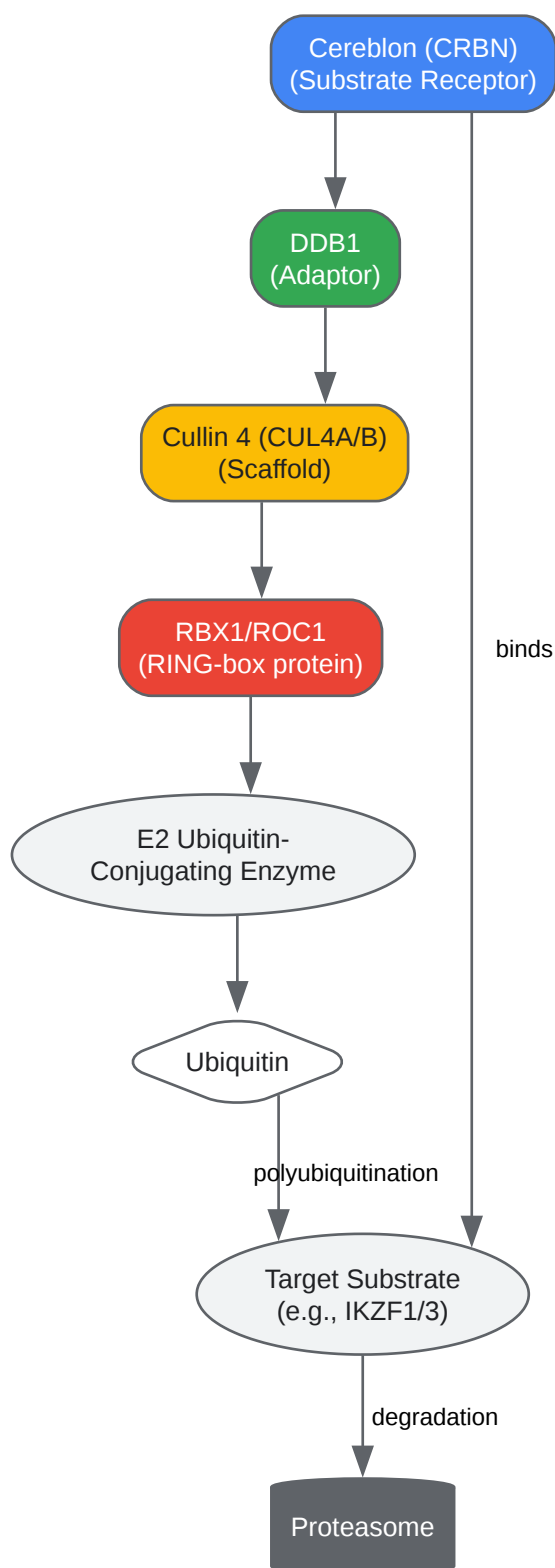 Cereblon (CRBN)
(Substrate Receptor)
DDB1
(Adaptor)
Cullin 4 (CUL4A/B)
(Scaffold)
RBX1/ROC1
(RING-box protein)
binds
E2 Ubiquitin-
Conjugating Enzyme
Ubiquitin
polyubiquitination
Target Substrate
(e.g., IKZF1/3)
degradation
Proteasome